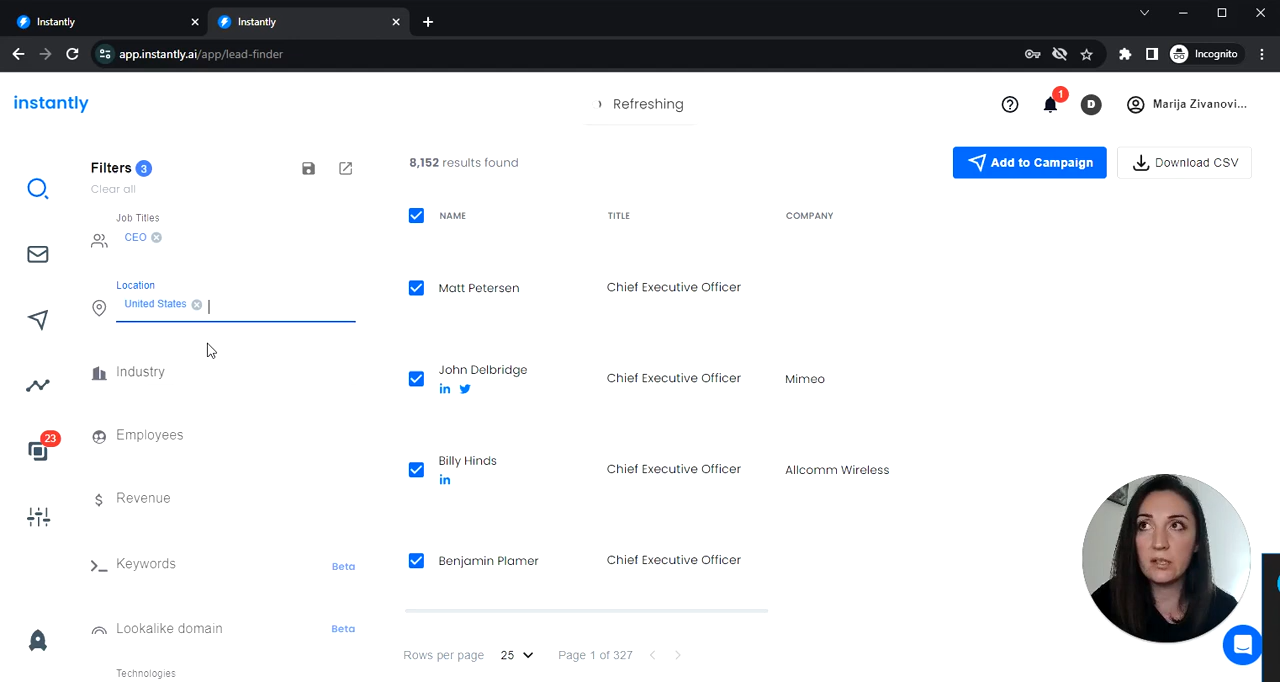 Instantly
Instantly
app.instantly.ai/app/lead-finder
Incognito
instantly
Refreshing
1
D
Marija Zivanovi...
Filters 3
Clear all
8,152 results found
Add to Campaign
Download CSV
Job Titles
CEO
NAME TITLE COMPANY
Location
United States
Matt Petersen Chief Executive Officer
Industry
John Delbridge Chief Executive Officer Mimeo
Employees
23
Billy Hinds Chief Executive Officer Allcomm Wireless
Revenue
Keywords Beta
Benjamin Plamer Chief Executive Officer
Lookalike domain Beta
Rows per page 25 Page 1 of 327
Technologies